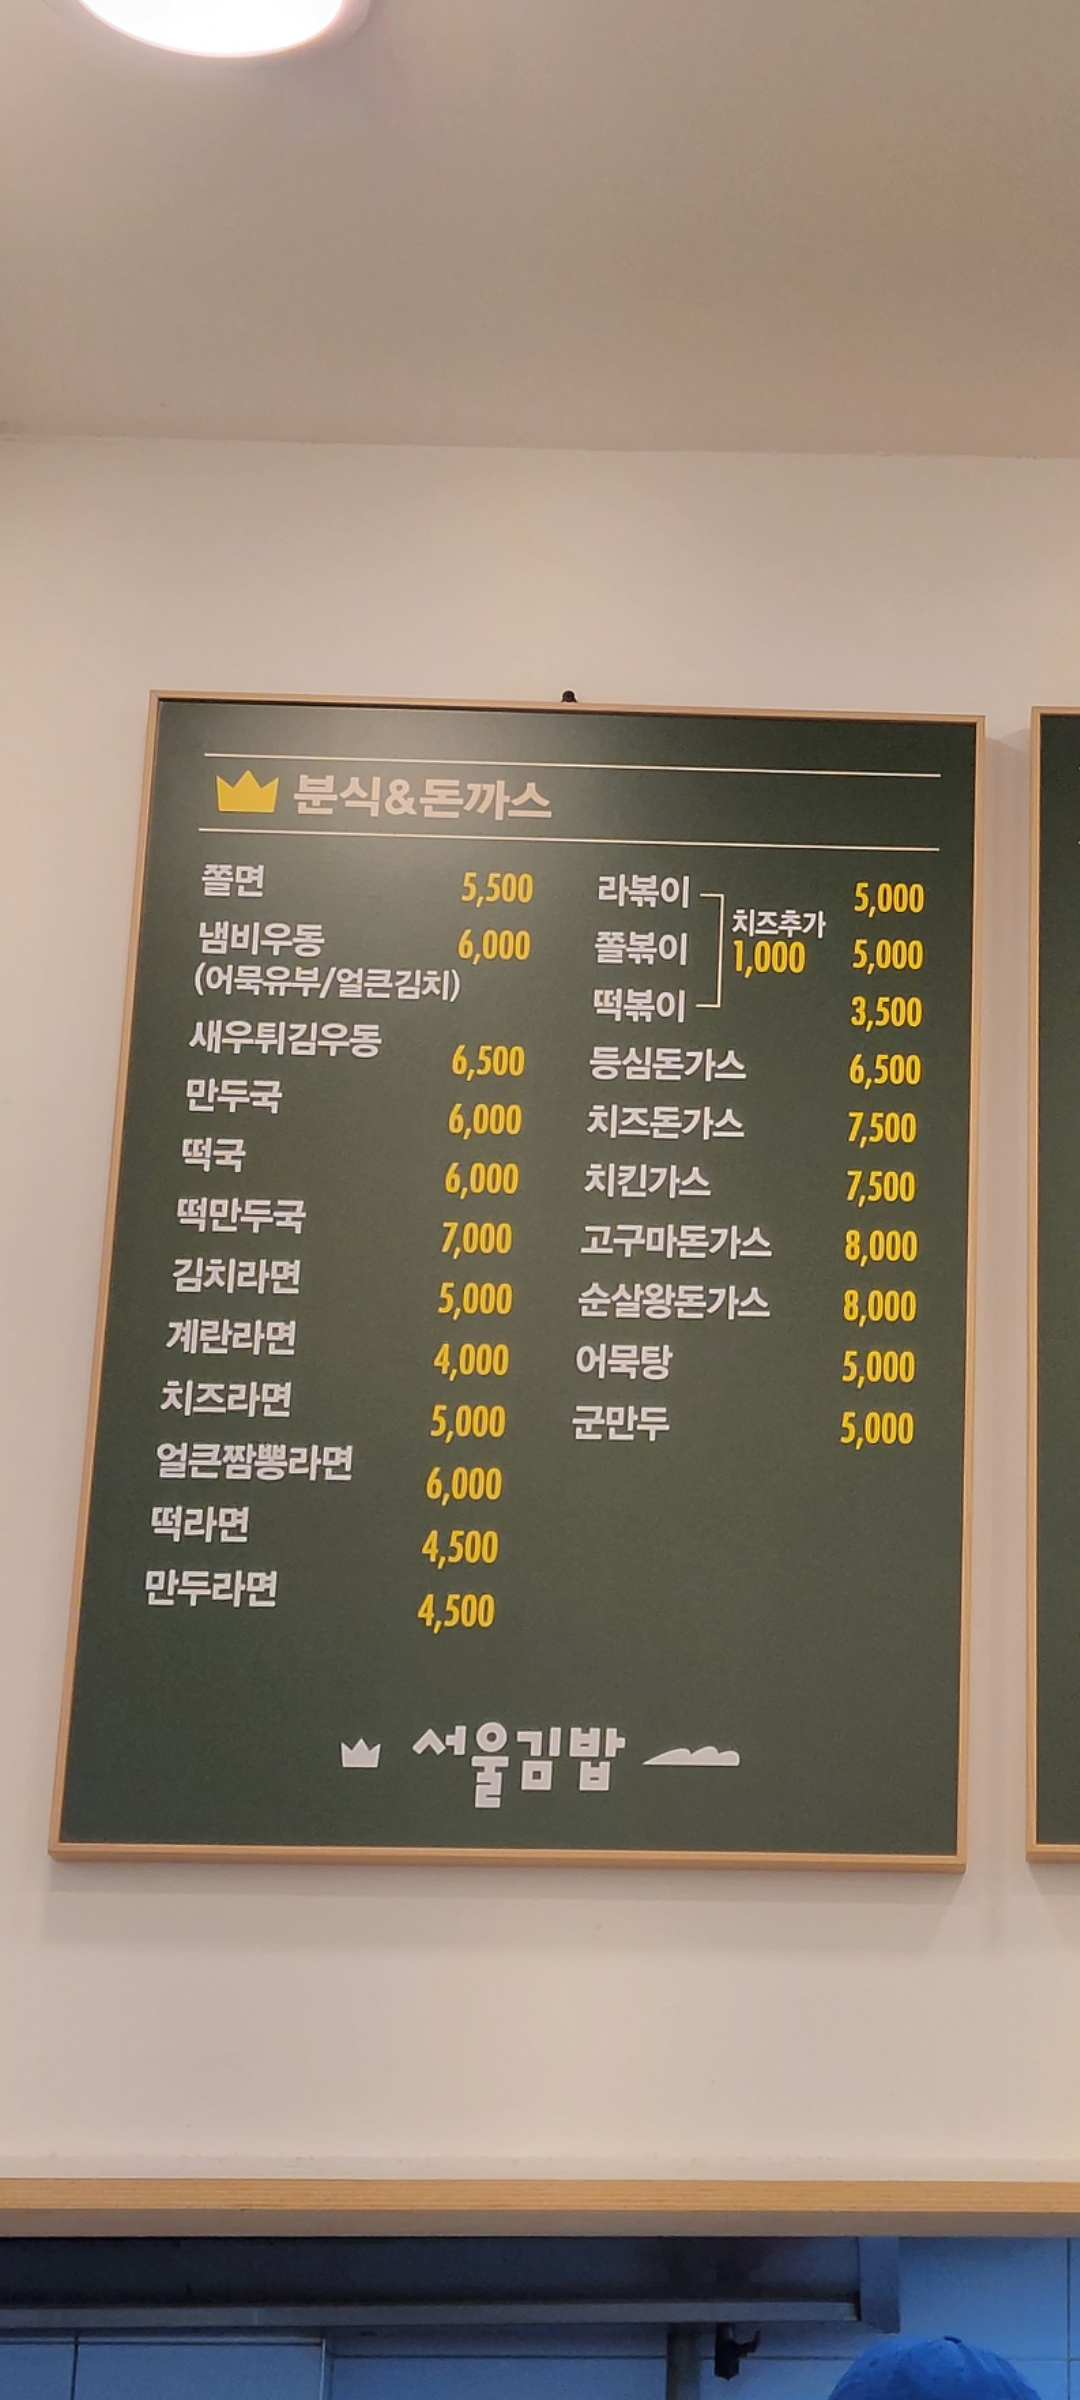 분식&돈까스
쫄면 5,500
냄비우동 6,000
(어묵유부/얼큰김치)
새우튀김우동 6,500
만두국 6,000
떡국 6,000
떡만두국 7,000
김치라면 5,000
계란라면 4,000
치즈라면 5,000
얼큰짬뽕라면 6,000
떡라면 4,500
만두라면 4,500
라볶이 5,000
쫄볶이 5,000
떡볶이 3,500
치즈추가
1,000
등심돈가스 6,500
치즈돈가스 7,500
치킨가스 7,500
고구마돈가스 8,000
순살왕돈가스 8,000
어묵탕 5,000
군만두 5,000
서울김밥